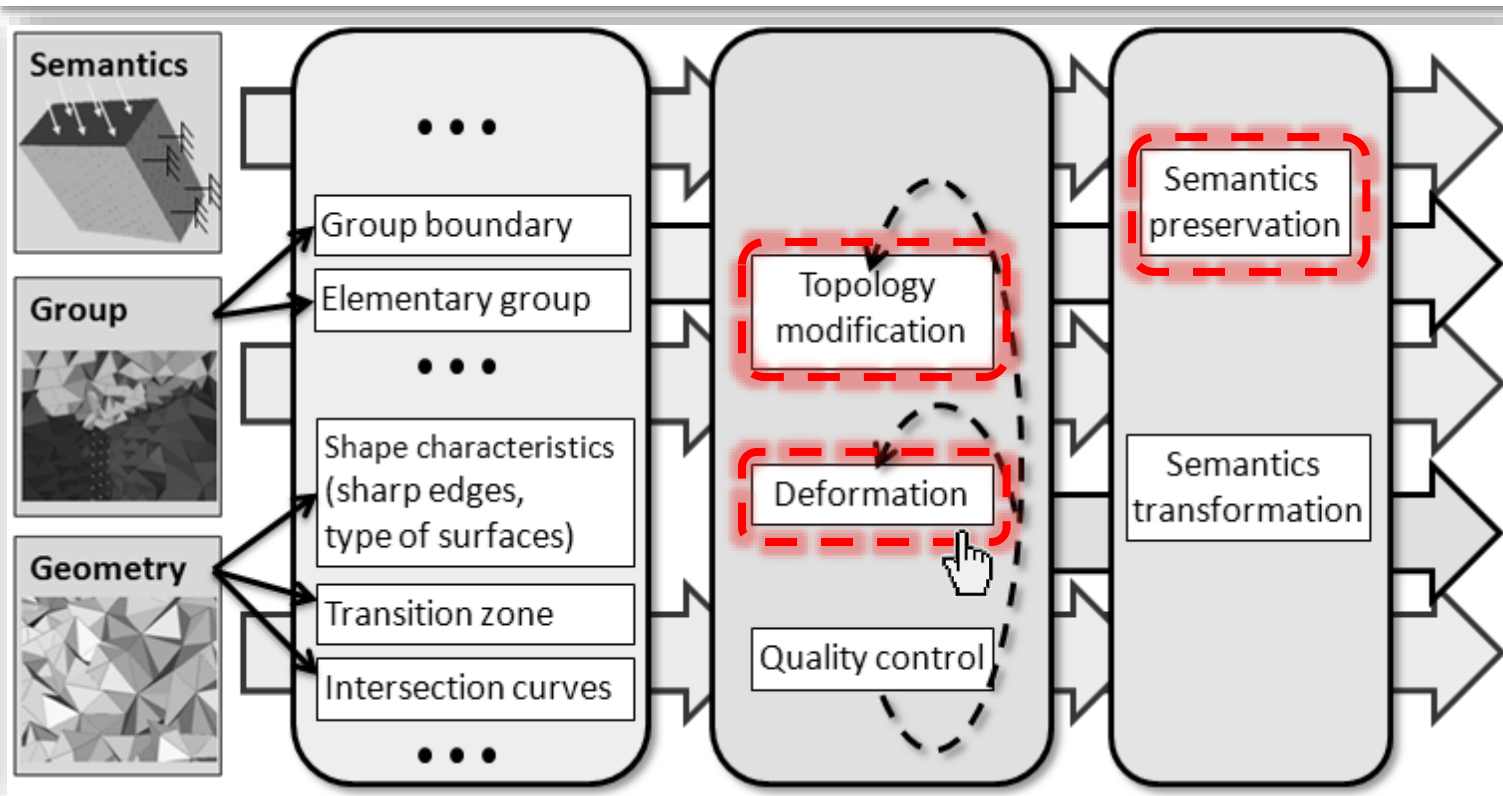 Semantics
Group
Geometry
• • •
Group boundary
Elementary group
• • •
Shape characteristics
(sharp edges,
type of surfaces)
Transition zone
Intersection curves
• • •
Topology
modification
Deformation
Quality control
Semantics
preservation
Semantics
transformation